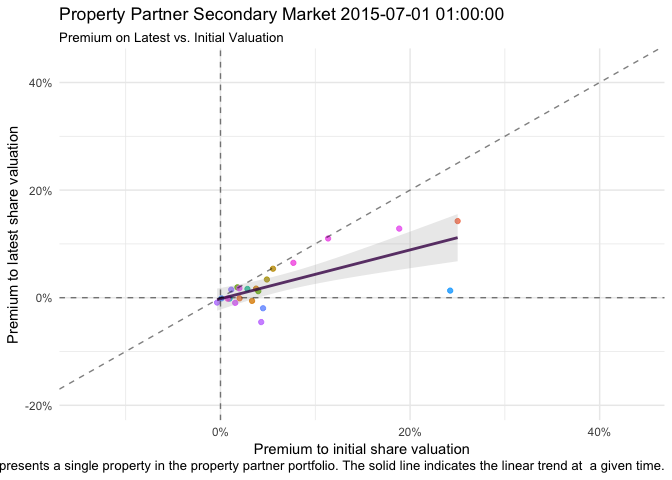 Property Partner Secondary Market 2015-07-01 01:00:00
Premium on Latest vs. Initial Valuation
Premium to latest share valuation
40%
20%
0%
-20%
0%
20%
40%
Premium to initial share valuation
presents a single property in the property partner portfolio. The solid line indicates the linear trend at  a given time.